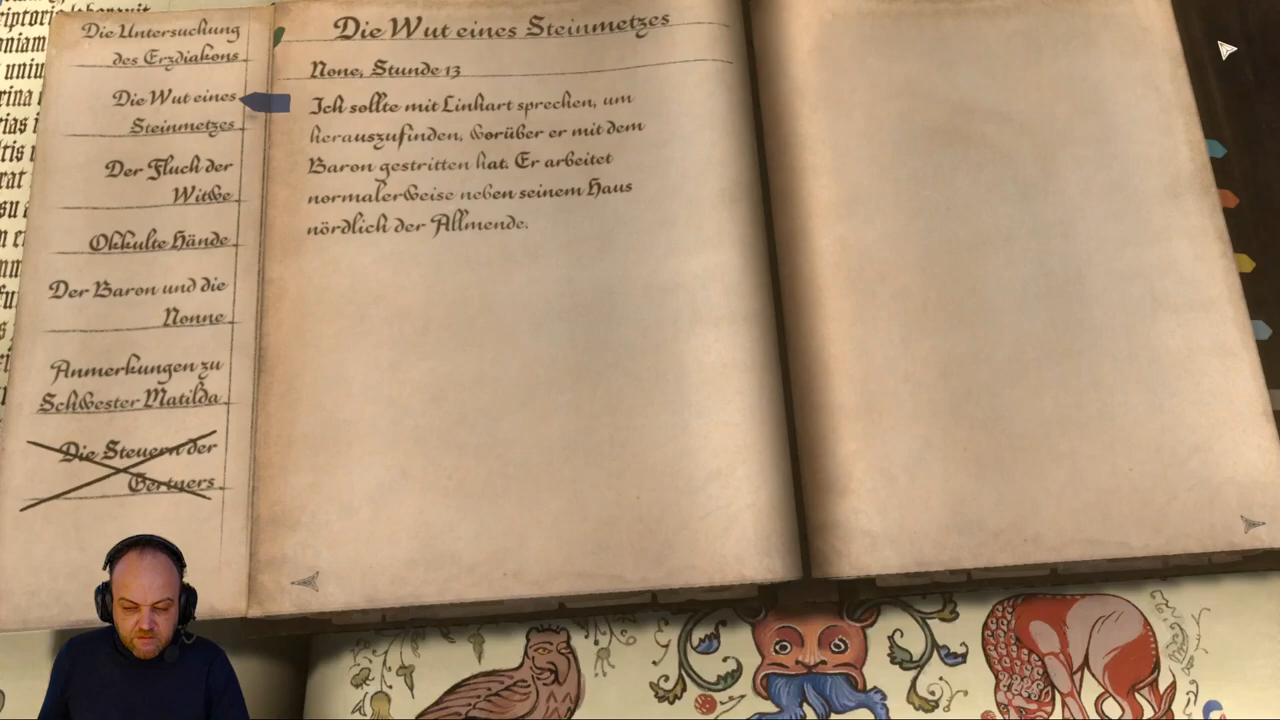 Die Untersuchung
des Erzdiakons
Die Wut eines
Steinmetzes
Der Fluch der
Witwe
Okkulte Hände
Der Baron und die
Nonne
Anmerkungen zu
Schwester Matilda
Die Steuern der
Gertners
Die Wut eines Steinmetzes
None, Stunde 13
Ich sollte mit Linhart sprechen, um
herauszufinden, worüber er mit dem
Baron gestritten hat. Er arbeitet
normalerweise neben seinem Haus
nördlich der Allmende.